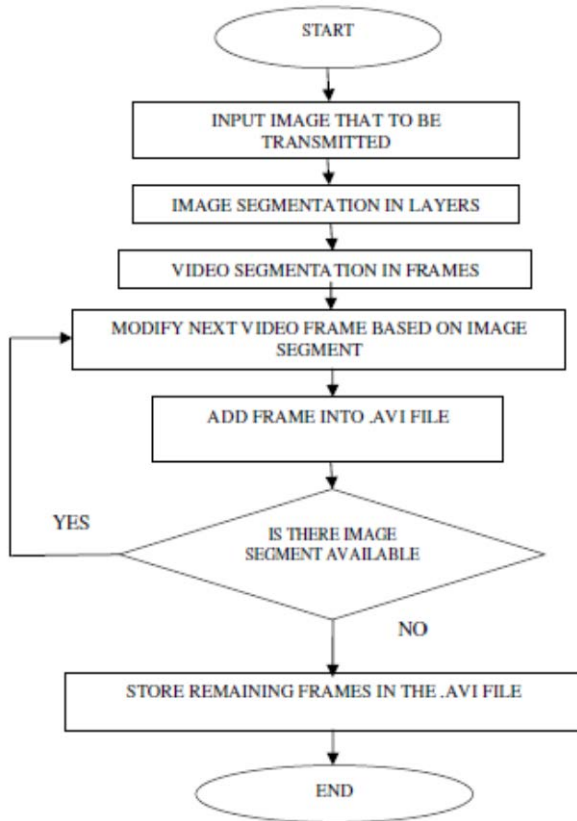 START
INPUT IMAGE THAT TO BE
TRANSMITTED
IMAGE SEGMENTATION IN LAYERS
VIDEO SEGMENTATION IN FRAMES
MODIFY NEXT VIDEO FRAME BASED ON IMAGE
SEGMENT
ADD FRAME INTO .AVI FILE
YES
IS THERE IMAGE
SEGMENT AVAILABLE
NO
STORE REMAINING FRAMES IN THE .AVI FILE
END